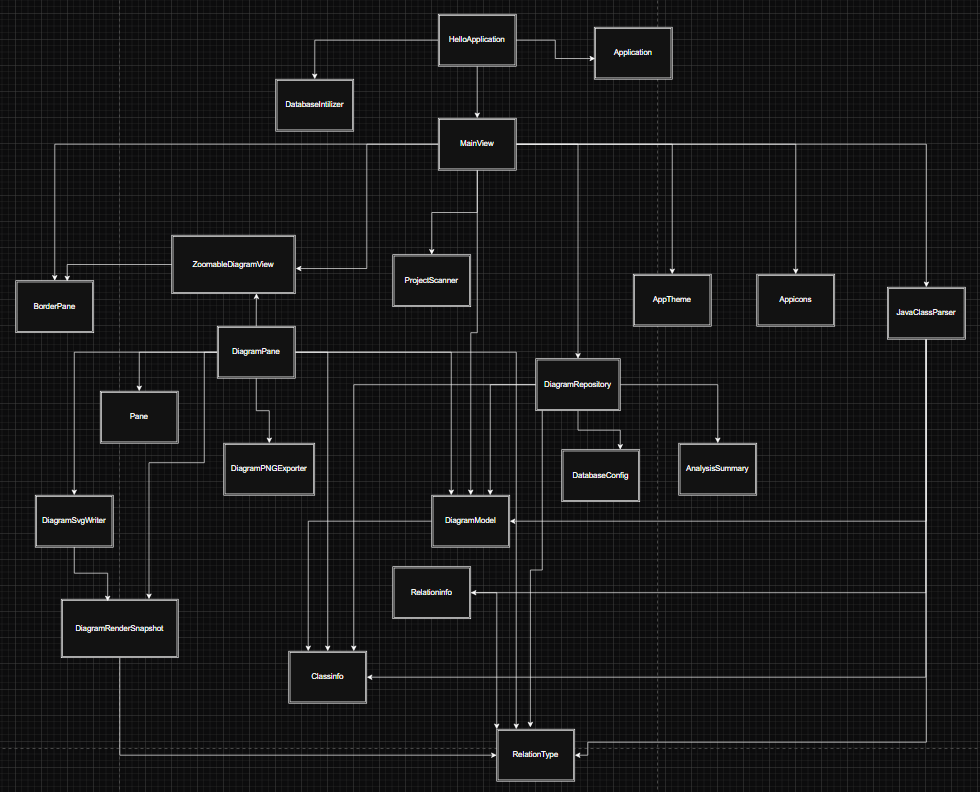 HelloApplication
Application
DatabaseIntilizer
MainView
ZoomableDiagramView
ProjectScanner
BorderPane
AppTheme
Appicons
JavaClassParser
DiagramPane
DiagramRepository
Pane
DiagramPNGExporter
DatabaseConfig
AnalysisSummary
DiagramSvgWriter
DiagramModel
Relationinfo
DiagramRenderSnapshot
Classinfo
RelationType